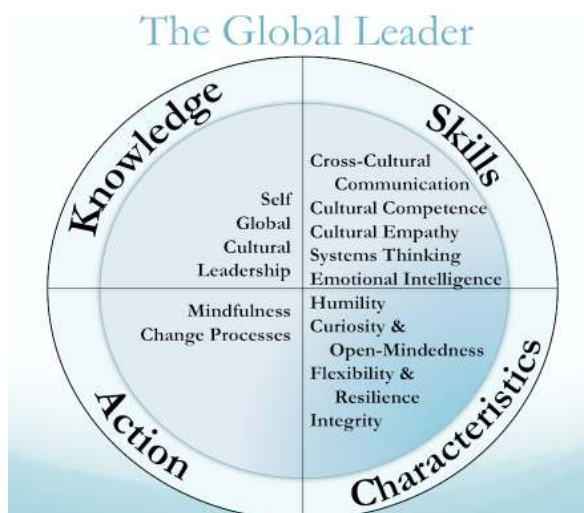 The Global Leader
Knowledge
Self
Global
Cultural
Leadership
Skills
Cross-Cultural
Communication
Cultural Competence
Cultural Empathy
Systems Thinking
Emotional Intelligence
Action
Mindfulness
Change Processes
Characteristics
Humility
Curiosity &
Open-Mindedness
Flexibility &
Resilience
Integrity